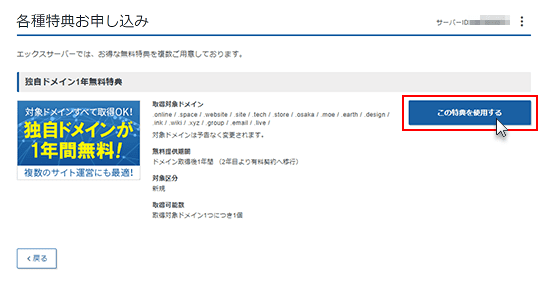 各種特典お申し込み
サーバーID
エックスサーバーでは、お得な無料特典を複数ご用意しております。
独自ドメイン1年無料特典
対象ドメインすべて取得OK!
独自ドメインが
1年間無料!
複数のサイト運営にも最適!
取得対象ドメイン
.online / .space / .website / .site / .tech / .store / .osaka / .moe / .earth / .design /
.ink / .wiki / .xyz / .group / .email / .live /
対象ドメインは予告なく変更されます。
無料提供期間
ドメイン取得後1年間 (2年目より有料契約へ移行)
対象区分
新規
取得可能数
取得対象ドメイン1つにつき1個
この特典を使用する
戻る